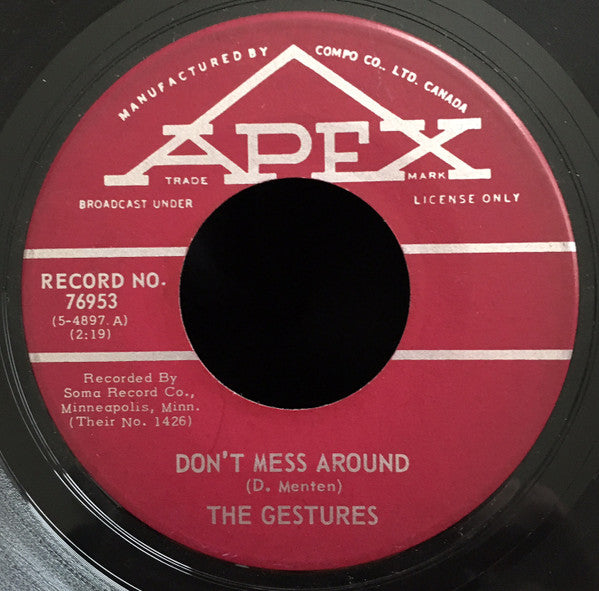 MANUFACTURED BY COMPO CO., LTD. CANADA
APEX
TRADE MARK
BROADCAST UNDER LICENSE ONLY
RECORD NO.
76953
(5-4897. A)
(2:19)
Recorded By
Soma Record Co.,
Minneapolis, Minn.
(Their No. 1426)
DON'T MESS AROUND
(D. Menten)
THE GESTURES